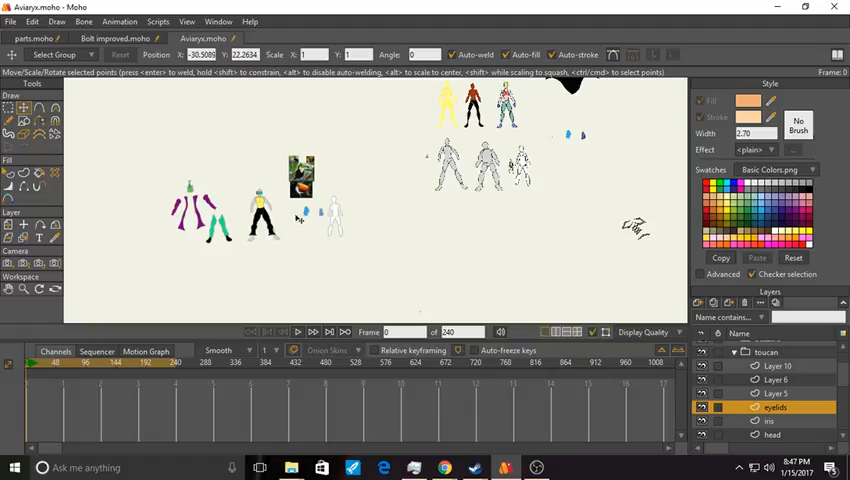 Aviaryx.moho - Moho
File Edit Draw Bones Animation Scripts View Window Help
parts.moho Bolt improved.moho Aviaryx.moho
Select Group Reset Position X: -30.5089 Y: 22.2634 Scale X: 1 Y: 1 Angle: 0 Auto-weld Auto-fill Auto-stroke
Move/Scale/Rotate selected points (press <enter> to weld, hold <shift> to constrain, <alt> to disable auto-welding, <alt> to scale to center, <shift> while scaling to squash, <ctrl/cmd> to select points) Frame: 0
Tools
Draw
Fill
Layer
Camera
Workspace
Style
Fill
Stroke
No Brush
Width 2.70
Effect <plain> ...
Swatches Basic Colors.png
Copy Paste Reset
Advanced Checker selection
Layers
Name contains...
Name
toucan
Layer 10
Layer 6
Layer 5
eyelids
iris
head
Frame 0 of 240 Display Quality
Channels Sequencer Motion Graph Smooth 1 Onion Skins Relative keyframing Auto-freeze keys
48 96 144 192 240 288 336 384 432 480 528 576 624 672 720 768 816 864 912 960 1008
0 1 2 3 4 5 6 7 8 9 10 11 12 13 14 15 16 17
Ask me anything
8:47 PM
1/15/2017